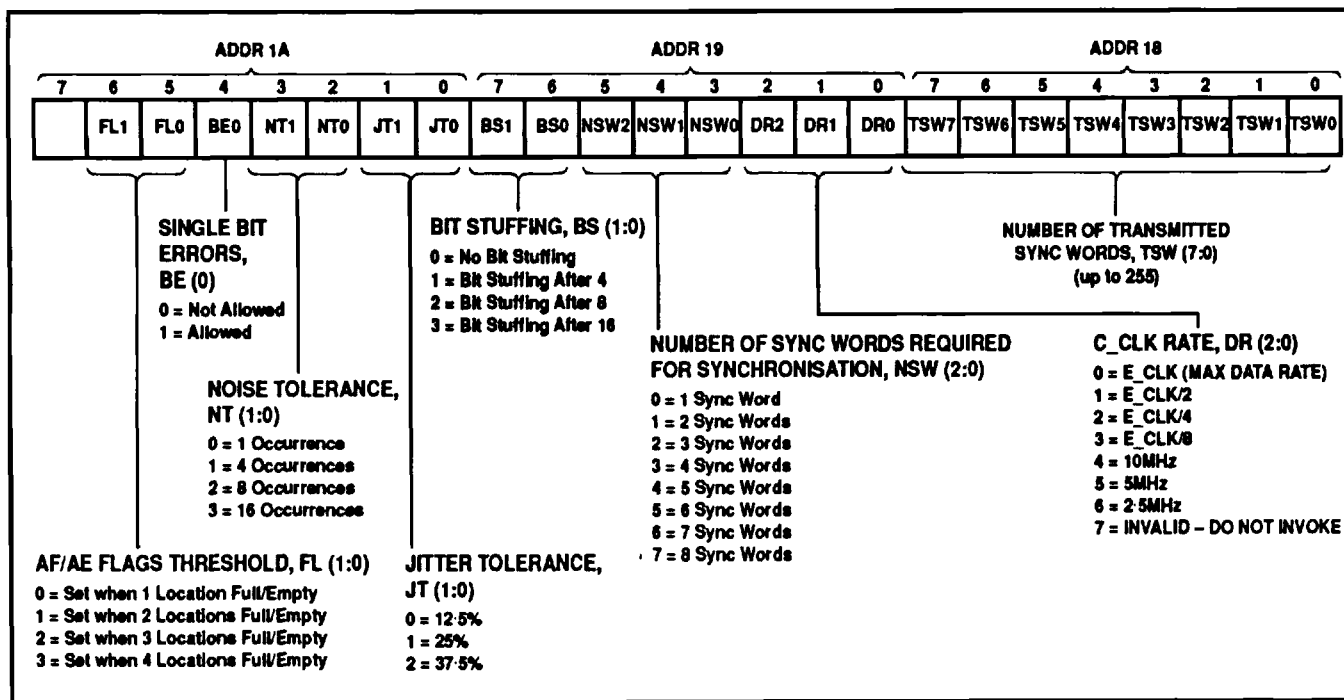 ADDR 1A ADDR 19 ADDR 18
7 6 5 4 3 2 1 0 7 6 5 4 3 2 1 0 7 6 5 4 3 2 1 0
FL1 FL0 BE0 NT1 NT0 JT1 JT0 BS1 BS0 NSW2 NSW1 NSW0 DR2 DR1 DR0 TSW7 TSW6 TSW5 TSW4 TSW3 TSW2 TSW1 TSW0
SINGLE BIT
ERRORS,
BE (0)
0 = Not Allowed
1 = Allowed
BIT STUFFING, BS (1:0)
0 = No Bit Stuffing
1 = Bit Stuffing After 4
2 = Bit Stuffing After 8
3 = Bit Stuffing After 16
NUMBER OF TRANSMITTED
SYNC WORDS, TSW (7:0)
(up to 255)
NOISE TOLERANCE,
NT (1:0)
0 = 1 Occurrence
1 = 4 Occurrences
2 = 8 Occurrences
3 = 16 Occurrences
NUMBER OF SYNC WORDS REQUIRED
FOR SYNCHRONISATION, NSW (2:0)
0 = 1 Sync Word
1 = 2 Sync Words
2 = 3 Sync Words
3 = 4 Sync Words
4 = 5 Sync Words
5 = 6 Sync Words
6 = 7 Sync Words
7 = 8 Sync Words
C_CLK RATE, DR (2:0)
0 = E_CLK (MAX DATA RATE)
1 = E_CLK/2
2 = E_CLK/4
3 = E_CLK/8
4 = 10MHz
5 = 5MHz
6 = 2·5MHz
7 = INVALID – DO NOT INVOKE
AF/AE FLAGS THRESHOLD, FL (1:0)
0 = Set when 1 Location Full/Empty
1 = Set when 2 Locations Full/Empty
2 = Set when 3 Locations Full/Empty
3 = Set when 4 Locations Full/Empty
JITTER TOLERANCE,
JT (1:0)
0 = 12·5%
1 = 25%
2 = 37·5%